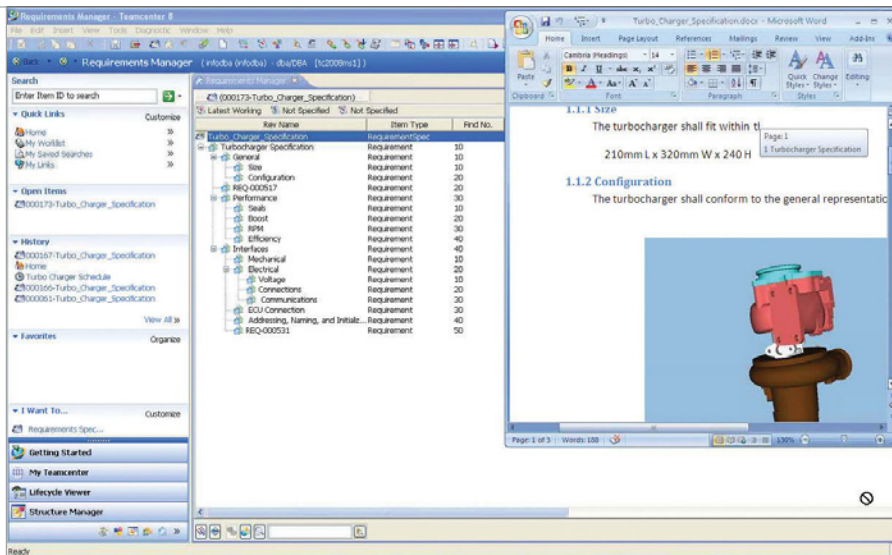 Requirements Manager - Teamcenter 8
File Edit Insert View Tools Diagnostic Window Help
Back
Requirements Manager ( infodba (infodba) - dba/DBA [tc2009ms1] )
Search
Enter Item ID to search
Quick Links Customize
Home
My Worklist
My Saved Searches
My Links
Open Items
000173-Turbo_Charger_Specification
History
000167-Turbo_Charger_Specification
Home
Turbo Charger Schedule
000166-Turbo_Charger_Specification
000061-Turbo_Charger_Specification
View All
Favorites Organize
I Want To... Customize
Requirements Spec...
Getting Started
My Teamcenter
Lifecycle Viewer
Structure Manager
Ready
Requirements Manager
(000173-Turbo_Charger_Specification)
Latest Working Not Specified Not Specified
Rev Name Item Type Find No.
Turbo_Charger_Specification RequirementSpec
Turbocharger Specification Requirement 10
General Requirement 10
Size Requirement 10
Configuration Requirement 20
REQ-000517 Requirement 20
Performance Requirement 30
Seals Requirement 10
Boost Requirement 20
RPM Requirement 30
Efficiency Requirement 40
Interfaces Requirement 40
Mechanical Requirement 10
Electrical Requirement 20
Voltage Requirement 10
Connections Requirement 20
Communications Requirement 30
ECU Connection Requirement 30
Addressing, Naming, and Initializ... Requirement 40
REQ-000531 Requirement 50
Turbo_Charger_Specification.docx - Microsoft Word
Home Insert Page Layout References Mailings Review View Add-Ins
Paste
Cambria (Headings) 14
B I U abc x, x²
Aa A A
Quick Styles
Change Styles
Editing
Clipboard Font Paragraph Styles
1.1.1 Size
The turbocharger shall fit within t
Page: 1
1 Turbocharger Specification
210mm L x 320mm W x 240 H
1.1.2 Configuration
The turbocharger shall conform to the general representatio
Page: 1 of 3 Words: 188 130%